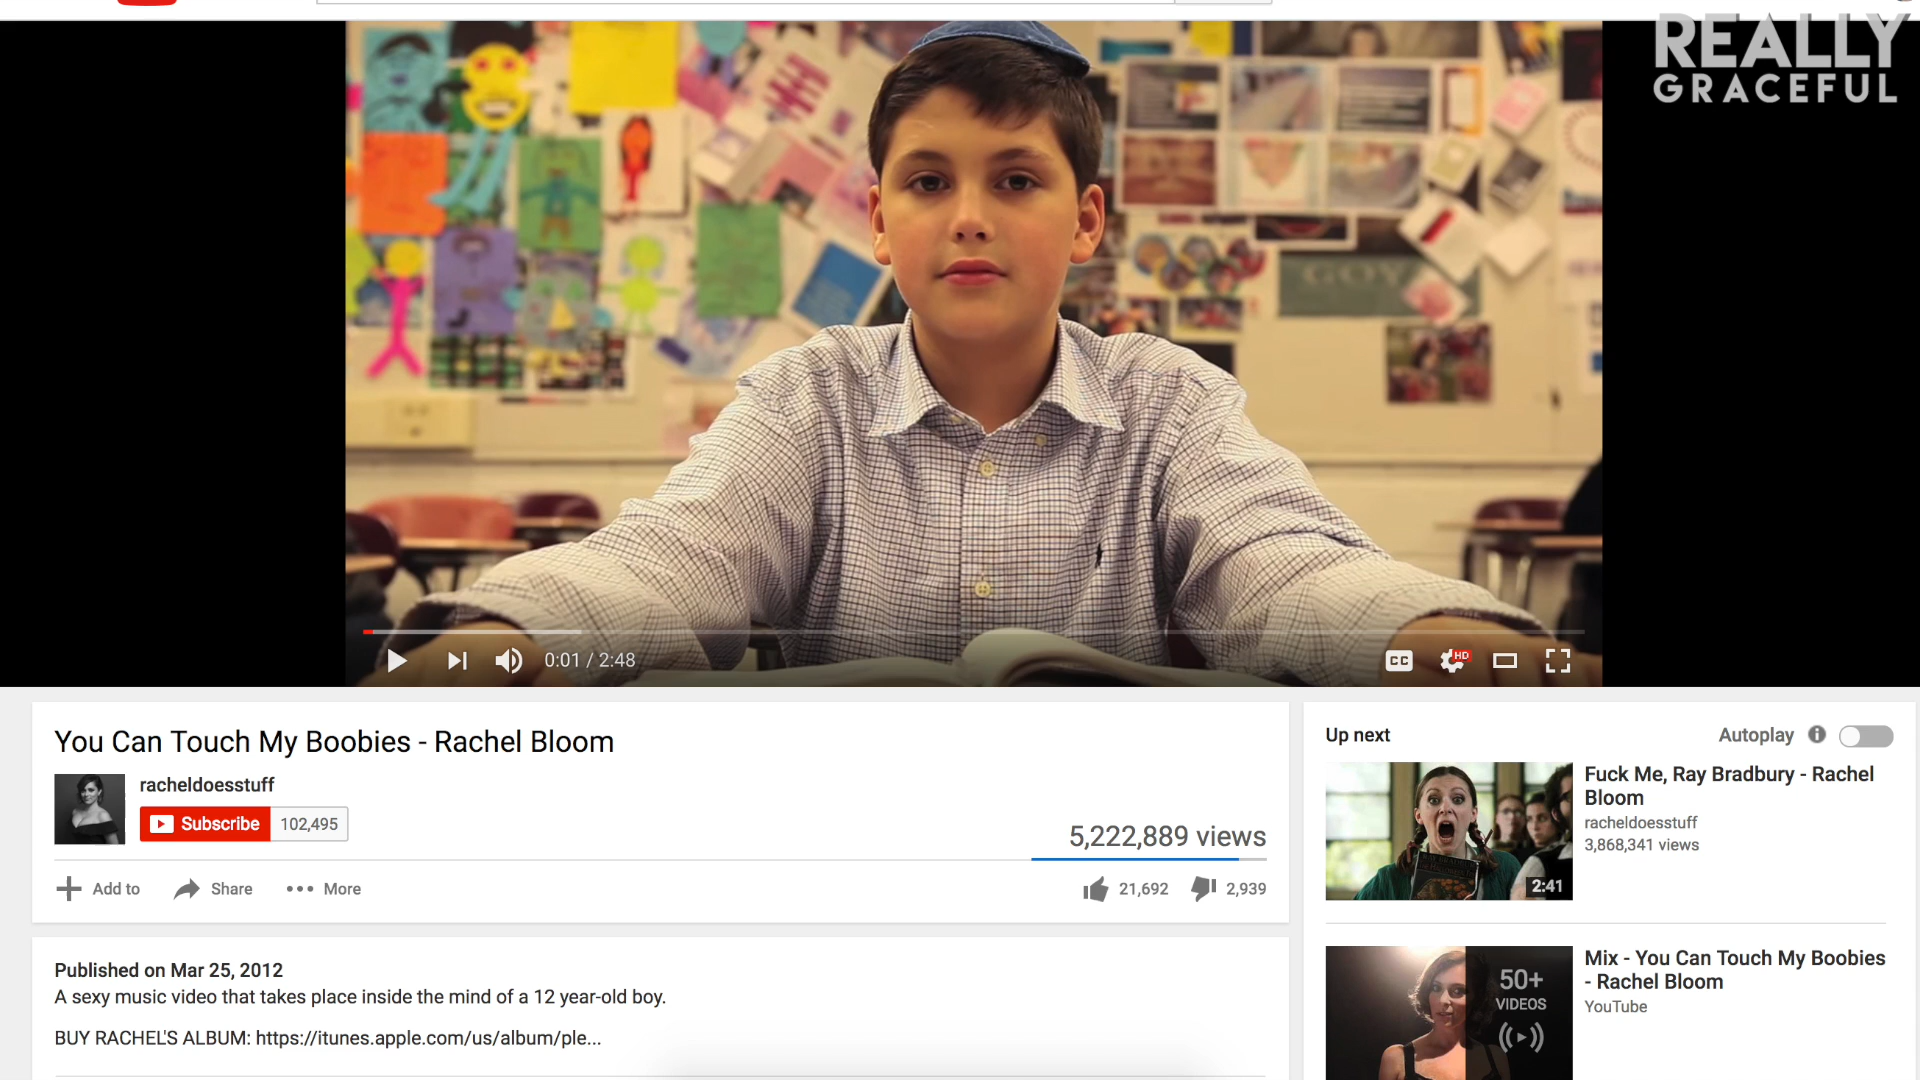 REALLY
GRACEFUL
GOY
CC
HD
0:01 / 2:48
You Can Touch My Boobies - Rachel Bloom
racheldoesstuff
Subscribe 102,495
5,222,889 views
Add to Share More
21,692 2,939
Published on Mar 25, 2012
A sexy music video that takes place inside the mind of a 12 year-old boy.
BUY RACHEL'S ALBUM: https://itunes.apple.com/us/album/ple...
Up next Autoplay
2:41
Fuck Me, Ray Bradbury - Rachel
Bloom
racheldoesstuff
3,868,341 views
50+
VIDEOS
Mix - You Can Touch My Boobies
- Rachel Bloom
YouTube